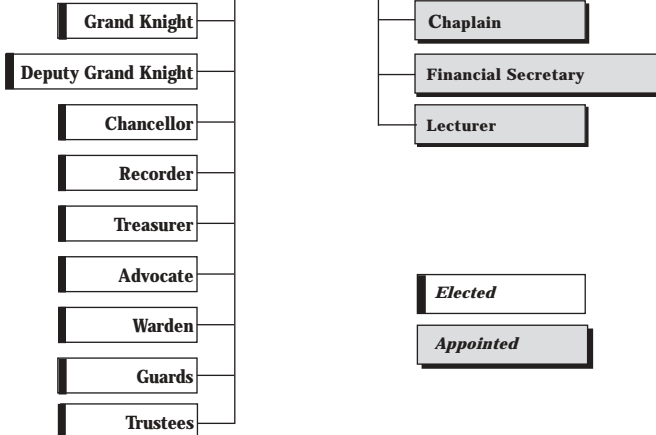 Grand Knight
Deputy Grand Knight
Chancellor
Recorder
Treasurer
Advocate
Warden
Guards
Trustees
Chaplain
Financial Secretary
Lecturer
Elected
Appointed